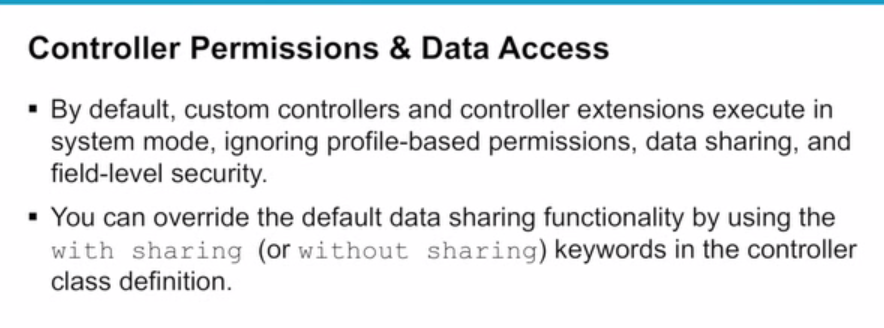 Controller Permissions & Data Access
▪ By default, custom controllers and controller extensions execute in
system mode, ignoring profile-based permissions, data sharing, and
field-level security.
▪ You can override the default data sharing functionality by using the
with sharing (or without sharing) keywords in the controller
class definition.